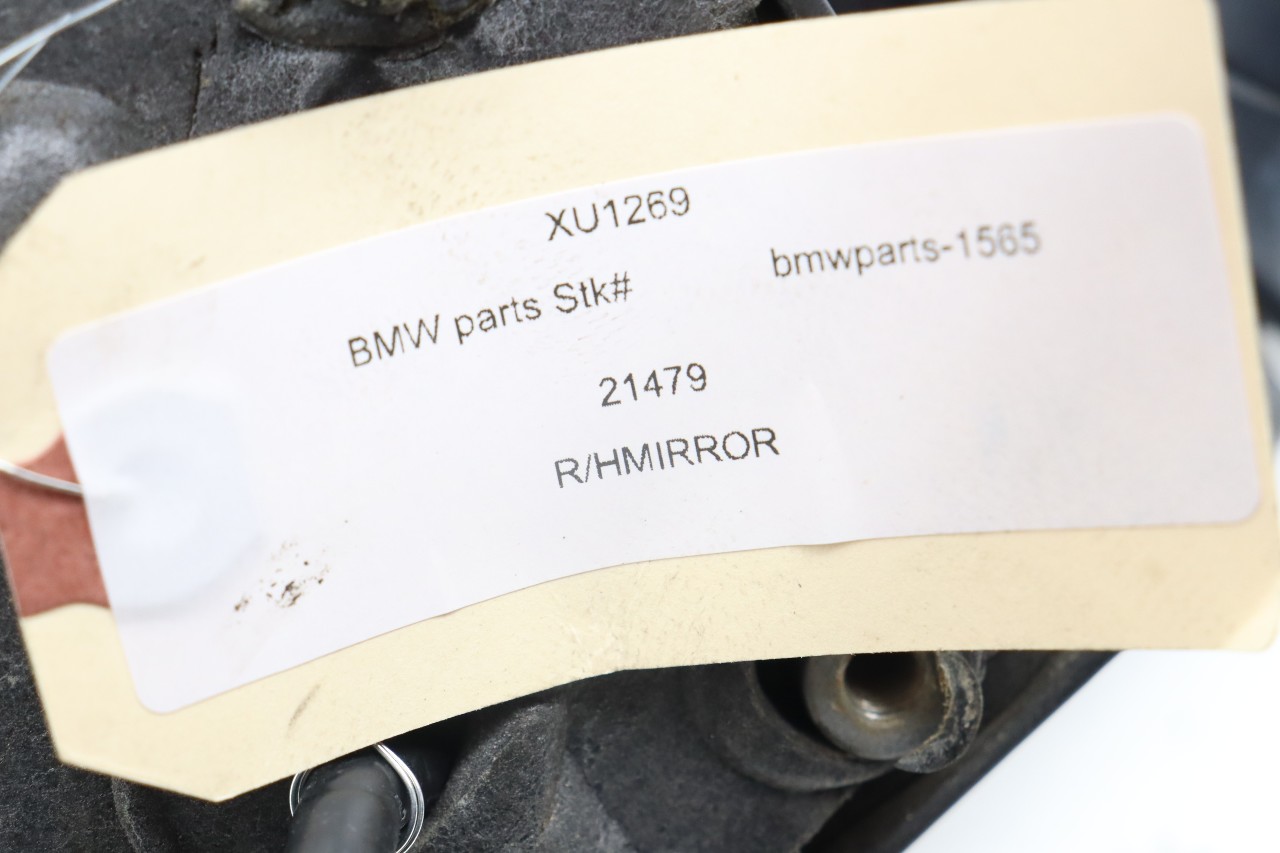 XU1269
BMW parts Stk# bmwparts-1565
21479
R/HMIRROR